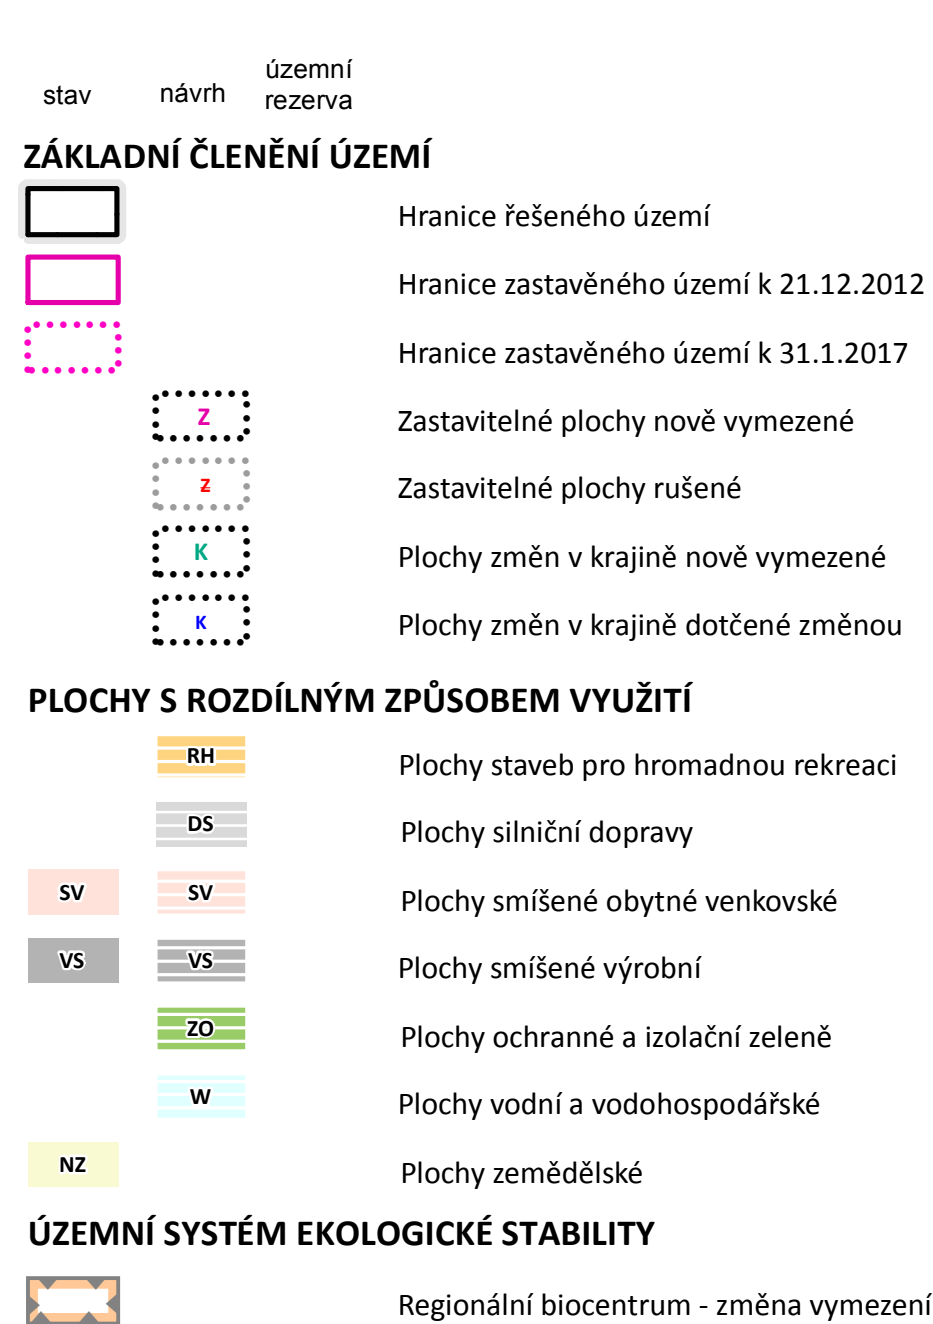 stav návrh územní rezerva
ZÁKLADNÍ ČLENĚNÍ ÚZEMÍ
Hranice řešeného území
Hranice zastavěného území k 21.12.2012
Hranice zastavěného území k 31.1.2017
Z Zastavitelné plochy nově vymezené
Z Zastavitelné plochy rušené
K Plochy změn v krajině nově vymezené
K Plochy změn v krajině dotčené změnou
PLOCHY S ROZDÍLNÝM ZPŮSOBEM VYUŽITÍ
RH Plochy staveb pro hromadnou rekreaci
DS Plochy silniční dopravy
SV SV Plochy smíšené obytné venkovské
VS VS Plochy smíšené výrobní
ZO Plochy ochranné a izolační zeleně
W Plochy vodní a vodohospodářské
NZ Plochy zemědělské
ÚZEMNÍ SYSTÉM EKOLOGICKÉ STABILITY
Regionální biocentrum - změna vymezení